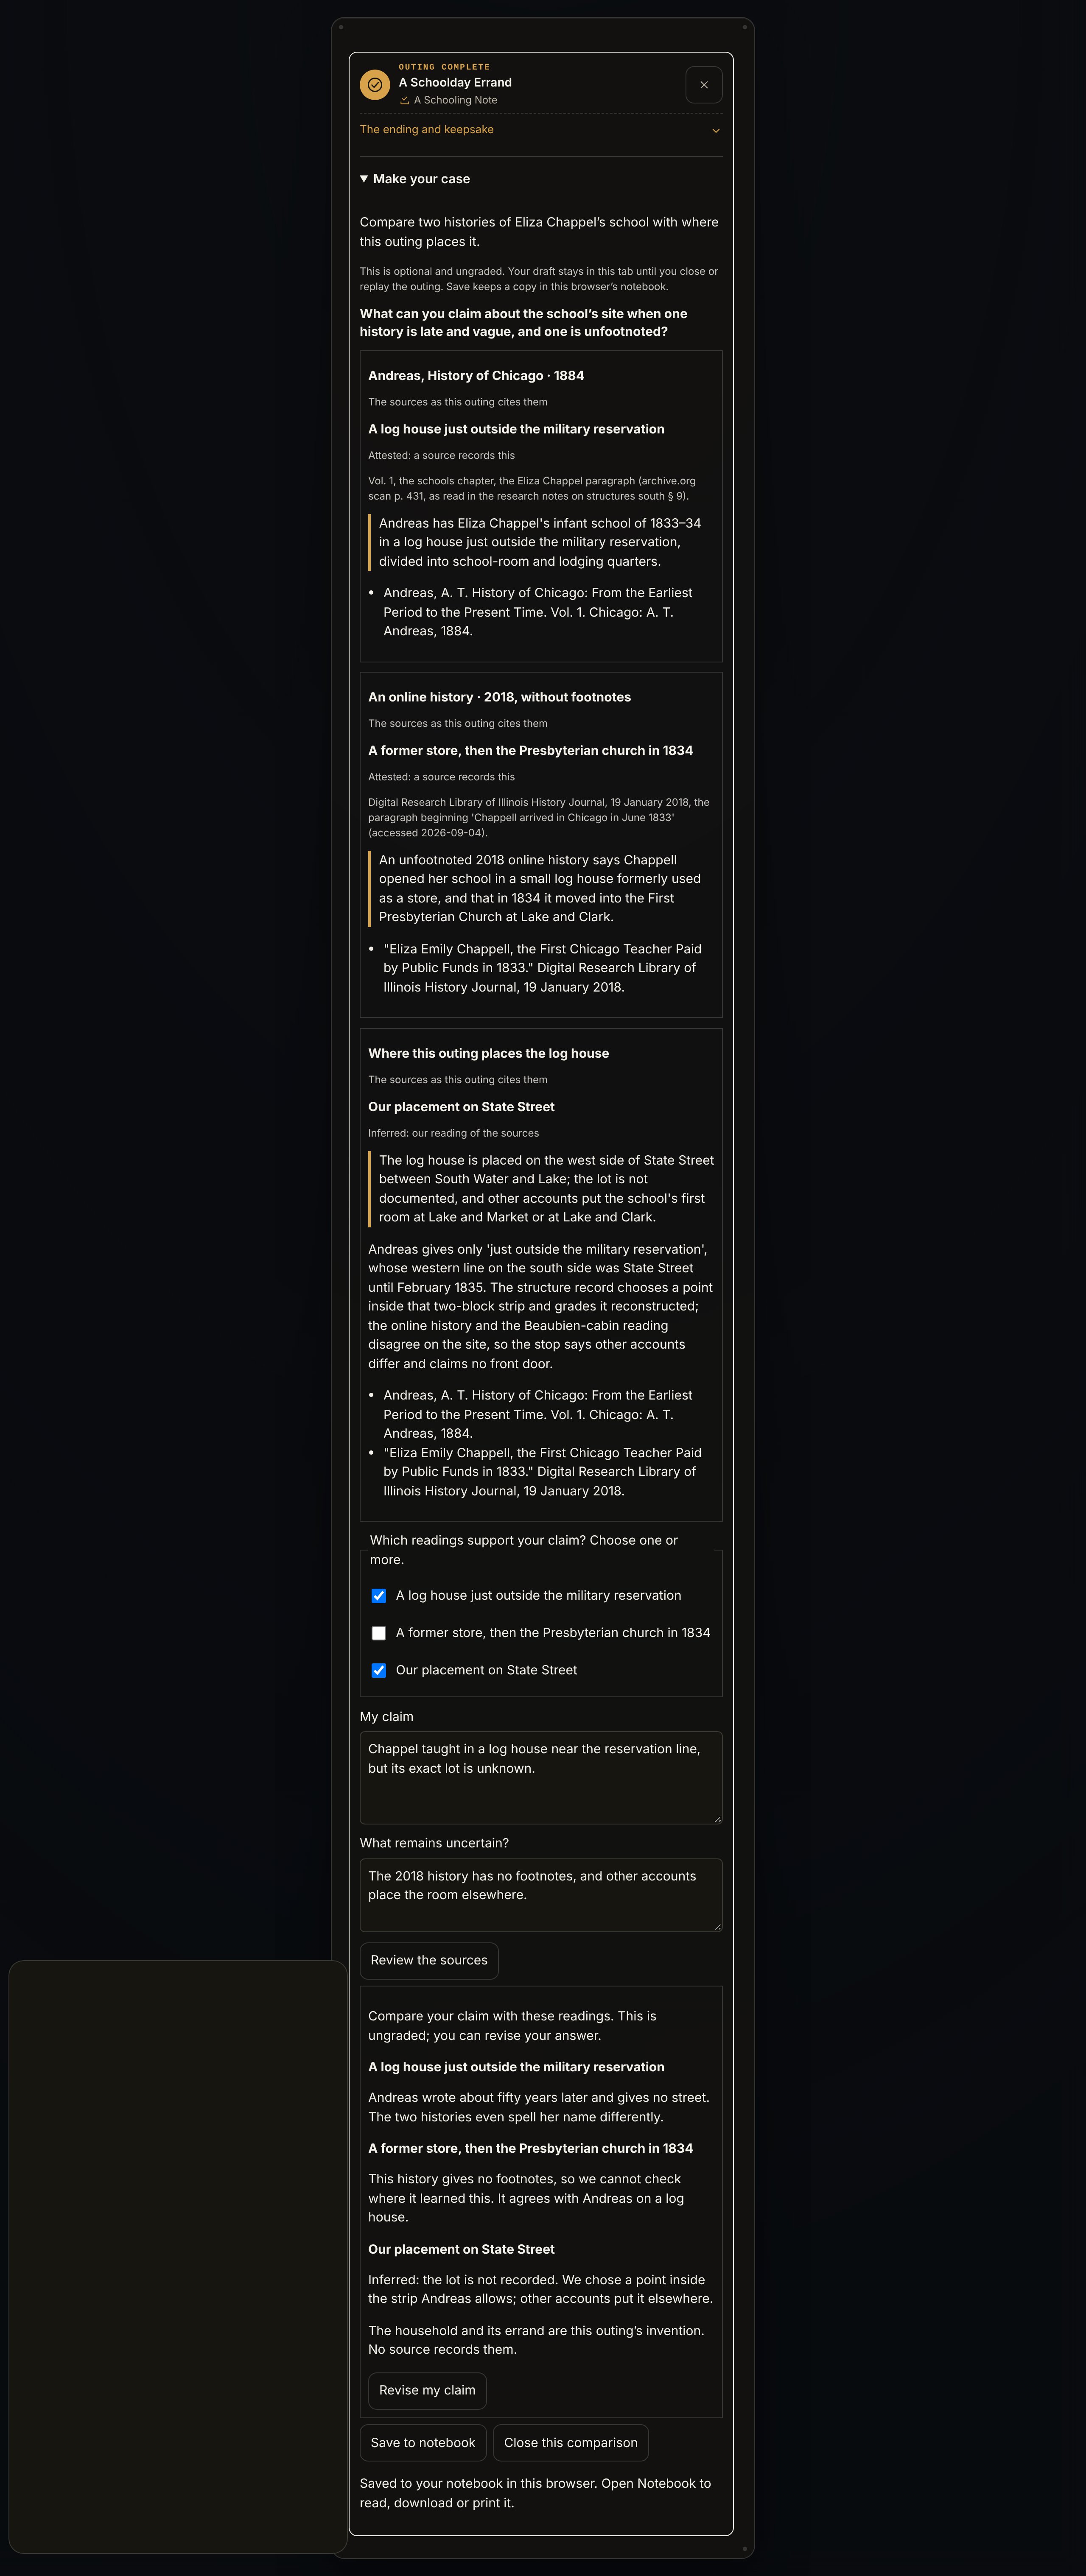 OUTING COMPLETE
A Schoolday Errand
A Schooling Note
The ending and keepsake
▼ Make your case
Compare two histories of Eliza Chappel’s school with where
this outing places it.
This is optional and ungraded. Your draft stays in this tab until you close or
replay the outing. Save keeps a copy in this browser’s notebook.
What can you claim about the school’s site when one
history is late and vague, and one is unfootnoted?
Andreas, History of Chicago · 1884
The sources as this outing cites them
A log house just outside the military reservation
Attested: a source records this
Vol. 1, the schools chapter, the Eliza Chappel paragraph (archive.org
scan p. 431, as read in the research notes on structures south § 9).
Andreas has Eliza Chappel's infant school of 1833–34
in a log house just outside the military reservation,
divided into school-room and lodging quarters.
• Andreas, A. T. History of Chicago: From the Earliest
Period to the Present Time. Vol. 1. Chicago: A. T.
Andreas, 1884.
An online history · 2018, without footnotes
The sources as this outing cites them
A former store, then the Presbyterian church in 1834
Attested: a source records this
Digital Research Library of Illinois History Journal, 19 January 2018, the
paragraph beginning 'Chappell arrived in Chicago in June 1833'
(accessed 2026-09-04).
An unfootnoted 2018 online history says Chappell
opened her school in a small log house formerly used
as a store, and that in 1834 it moved into the First
Presbyterian Church at Lake and Clark.
• "Eliza Emily Chappell, the First Chicago Teacher Paid
by Public Funds in 1833." Digital Research Library of
Illinois History Journal, 19 January 2018.
Where this outing places the log house
The sources as this outing cites them
Our placement on State Street
Inferred: our reading of the sources
The log house is placed on the west side of State Street
between South Water and Lake; the lot is not
documented, and other accounts put the school's first
room at Lake and Market or at Lake and Clark.
Andreas gives only 'just outside the military reservation',
whose western line on the south side was State Street
until February 1835. The structure record chooses a point
inside that two-block strip and grades it reconstructed;
the online history and the Beaubien-cabin reading
disagree on the site, so the stop says other accounts
differ and claims no front door.
• Andreas, A. T. History of Chicago: From the Earliest
Period to the Present Time. Vol. 1. Chicago: A. T.
Andreas, 1884.
• "Eliza Emily Chappell, the First Chicago Teacher Paid
by Public Funds in 1833." Digital Research Library of
Illinois History Journal, 19 January 2018.
Which readings support your claim? Choose one or
more.
A log house just outside the military reservation
A former store, then the Presbyterian church in 1834
Our placement on State Street
My claim
Chappel taught in a log house near the reservation line,
but its exact lot is unknown.
What remains uncertain?
The 2018 history has no footnotes, and other accounts
place the room elsewhere.
Review the sources
Compare your claim with these readings. This is
ungraded; you can revise your answer.
A log house just outside the military reservation
Andreas wrote about fifty years later and gives no street.
The two histories even spell her name differently.
A former store, then the Presbyterian church in 1834
This history gives no footnotes, so we cannot check
where it learned this. It agrees with Andreas on a log
house.
Our placement on State Street
Inferred: the lot is not recorded. We chose a point inside
the strip Andreas allows; other accounts put it elsewhere.
The household and its errand are this outing’s invention.
No source records them.
Revise my claim
Save to notebook Close this comparison
Saved to your notebook in this browser. Open Notebook to
read, download or print it.